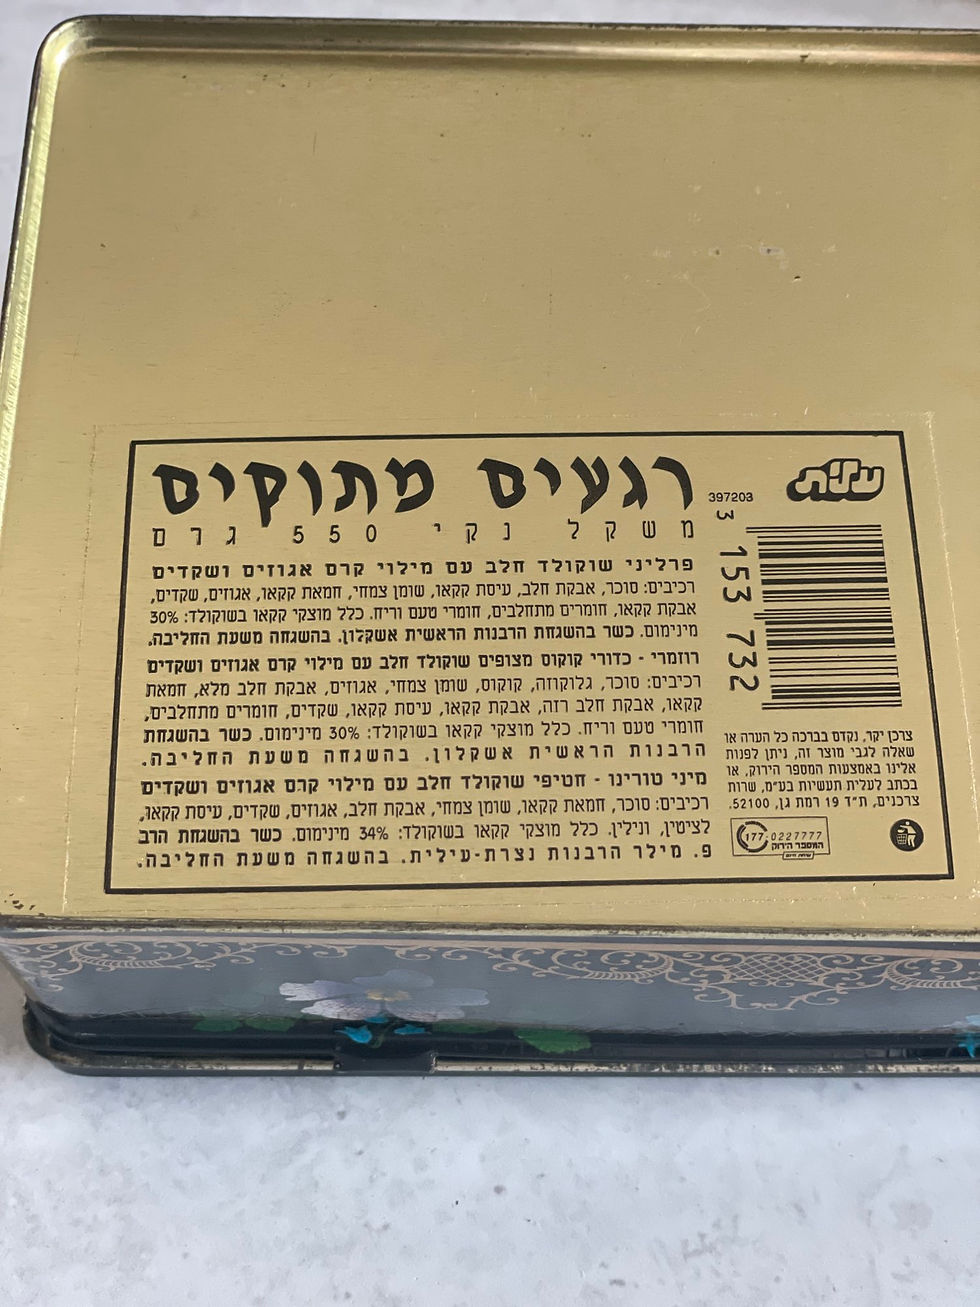 רגעים מתוקים
משקל נקי 550 גרם
פרליני שוקולד חלב עם מילוי קרם אגוזים ושקדים
רכיבים: סוכר, אבקת חלב, עיסת קקאו, שומן צמחי, חמאת קקאו, אגוזים, שקדים,
אבקת קקאו, חומרים מתחלבים, חומרי טעם וריח. כלל מוצקי קקאו בשוקולד: 30%
מינימום. כשר בהשגחת הרבנות הראשית אשקלון. בהשגחה משעת החליבה.
רוזמרי - כדורי קוקוס מצופים שוקולד חלב עם מילוי קרם אגוזים ושקדים
רכיבים: סוכר, גלוקוזה, קוקוס, שומן צמחי, אגוזים, אבקת חלב מלא, חמאת
קקאו, אבקת חלב רזה, אבקת קקאו, עיסת קקאו, שקדים, חומרים מתחלבים,
חומרי טעם וריח. כלל מוצקי קקאו בשוקולד: 30% מינימום. כשר בהשגחת
הרבנות הראשית אשקלון. בהשגחה משעת החליבה.
מיני טורינו - חטיפי שוקולד חלב עם מילוי קרם אגוזים ושקדים
רכיבים: סוכר, חמאת קקאו, שומן צמחי, אבקת חלב, אגוזים, שקדים, עיסת קקאו,
לציטין, ונילין. כלל מוצקי קקאו בשוקולד: 34% מינימום. כשר בהשגחת הרב
פ. מילר הרבנות נצרת-עילית. בהשגחה משעת החליבה.
עלית
397203
3 153 732
צרכן יקר, נקדם בברכה כל הערה או
שאלה לגבי מוצר זה, ניתן לפנות
אלינו באמצעות המספר הירוק, או
בכתב לעלית תעשיות בע"מ, שרות
צרכנים, ת"ד 19 רמת גן, 52100.
177 0227777
המספר הירוק
שיחת חינם